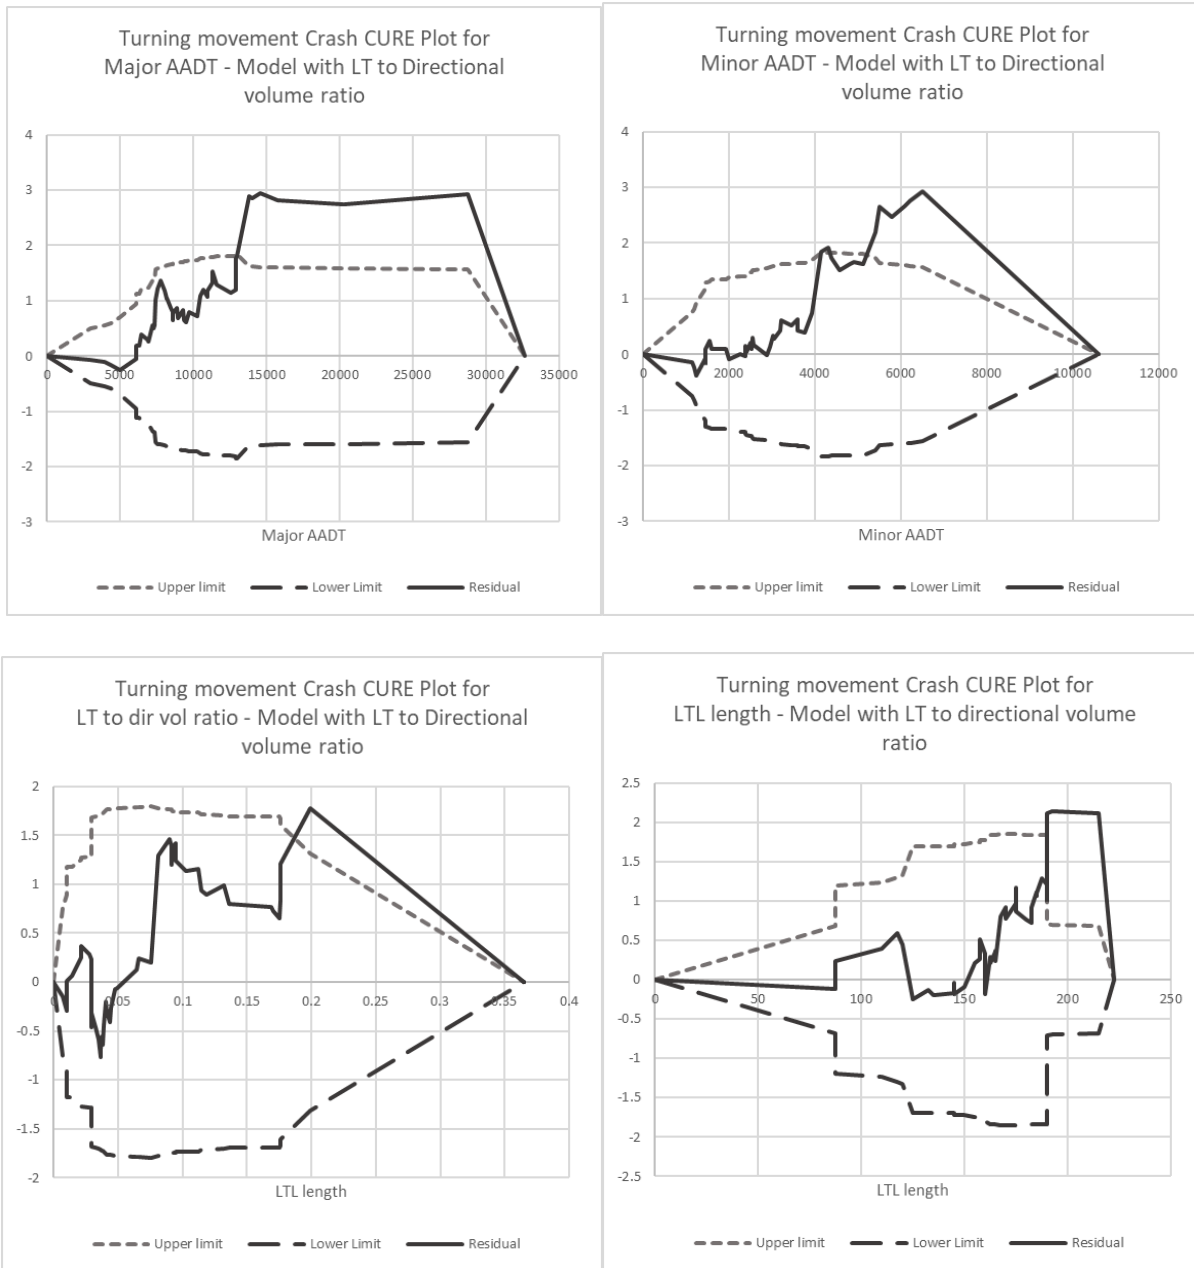 Turning movement Crash CURE Plot for
Major AADT - Model with LT to Directional
volume ratio
4
3
2
1
0
-1
-2
-3
0
5000
10000
15000
20000
25000
30000
35000
Major AADT
Upper limit
Lower Limit
Residual
Turning movement Crash CURE Plot for
Minor AADT - Model with LT to Directional
volume ratio
4
3
2
1
0
-1
-2
-3
0
2000
4000
6000
8000
10000
12000
Minor AADT
Upper limit
Lower Limit
Residual
Turning movement Crash CURE Plot for
LT to dir vol ratio - Model with LT to Directional
volume ratio
2
1.5
1
0.5
0
-0.5
-1
-1.5
-2
0
0.05
0.1
0.15
0.2
0.25
0.3
0.35
0.4
LTL length
Upper limit
Lower Limit
Residual
Turning movement Crash CURE Plot for
LTL length - Model with LT to directional volume
ratio
2.5
2
1.5
1
0.5
0
-0.5
-1
-1.5
-2
-2.5
0
50
100
150
200
250
LTL length
Upper limit
Lower Limit
Residual